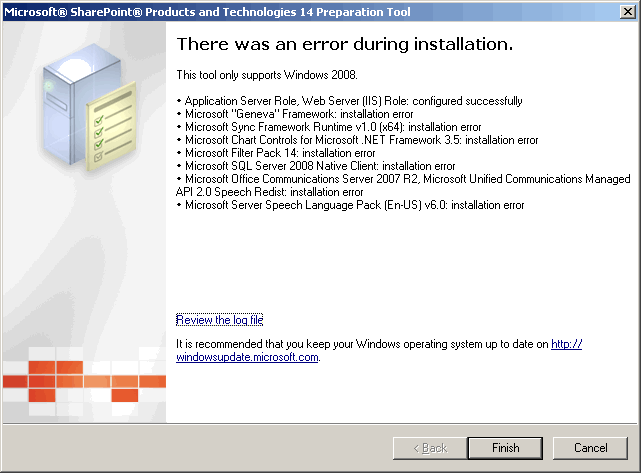 Microsoft® SharePoint® Products and Technologies 14 Preparation Tool
There was an error during installation.
This tool only supports Windows 2008.
• Application Server Role, Web Server (IIS) Role: configured successfully
• Microsoft "Geneva" Framework: installation error
• Microsoft Sync Framework Runtime v1.0 (x64): installation error
• Microsoft Chart Controls for Microsoft .NET Framework 3.5: installation error
• Microsoft Filter Pack 14: installation error
• Microsoft SQL Server 2008 Native Client: installation error
• Microsoft Office Communications Server 2007 R2, Microsoft Unified Communications Managed
API 2.0 Speech Redist: installation error
• Microsoft Server Speech Language Pack (En-US) v6.0: installation error
Review the log file
It is recommended that you keep your Windows operating system up to date on http://
windowsupdate.microsoft.com.
< Back
Finish
Cancel